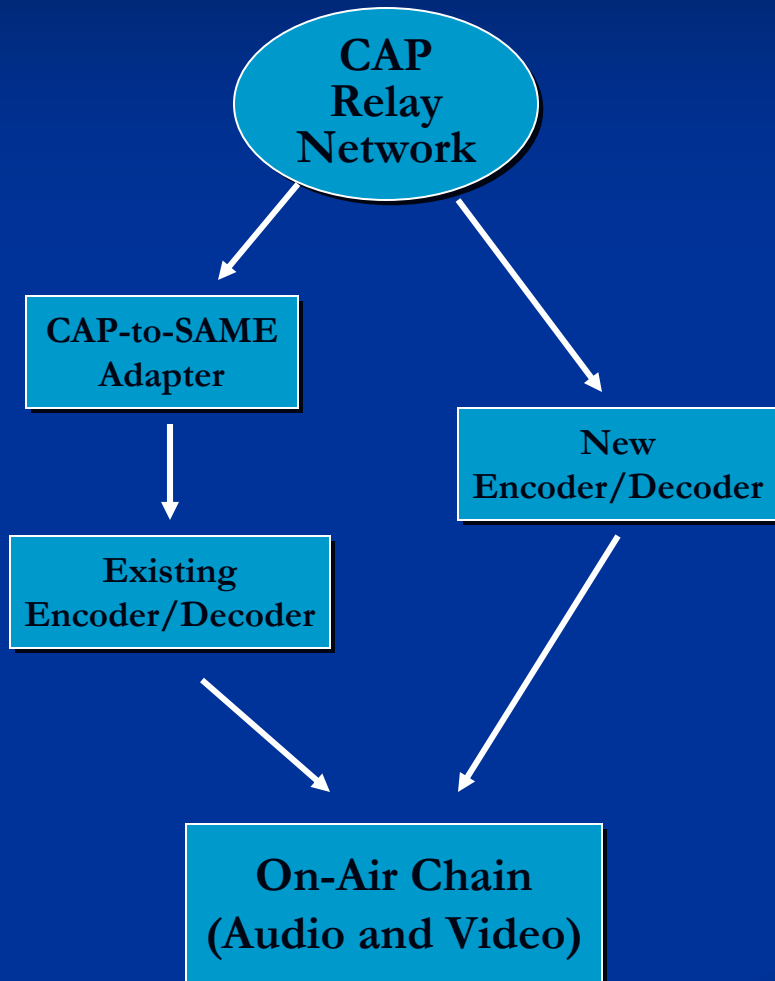 CAP
Relay
Network
CAP-to-SAME
Adapter
New
Encoder/Decoder
Existing
Encoder/Decoder
On-Air Chain
(Audio and Video)